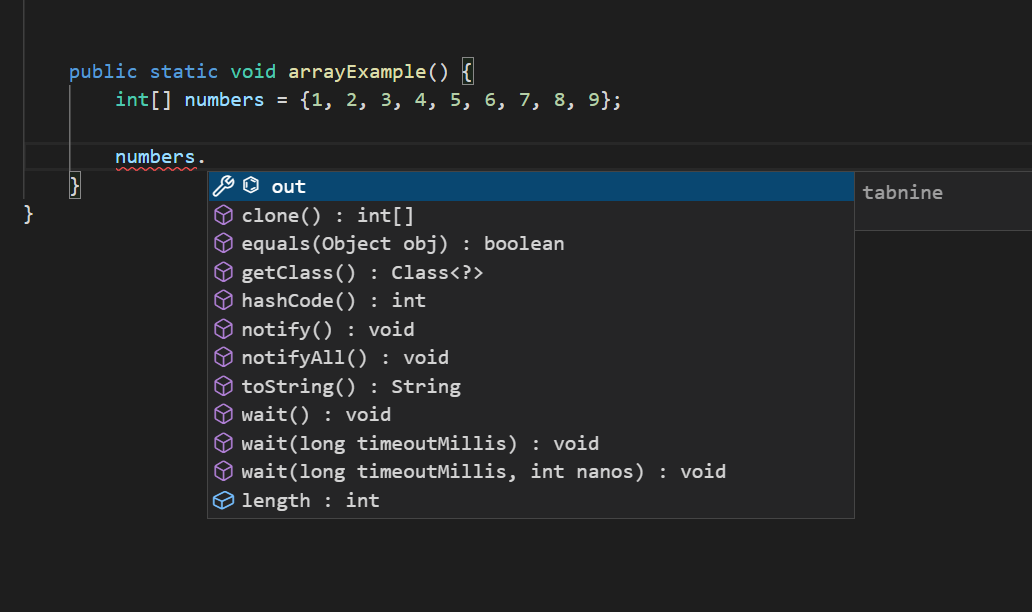 public static void arrayExample() {
int[] numbers = {1, 2, 3, 4, 5, 6, 7, 8, 9};
numbers.
}
}
out
tabnine
clone() : int[]
equals(Object obj) : boolean
getClass() : Class<?>
hashCode() : int
notify() : void
notifyAll() : void
toString() : String
wait() : void
wait(long timeoutMillis) : void
wait(long timeoutMillis, int nanos) : void
length : int